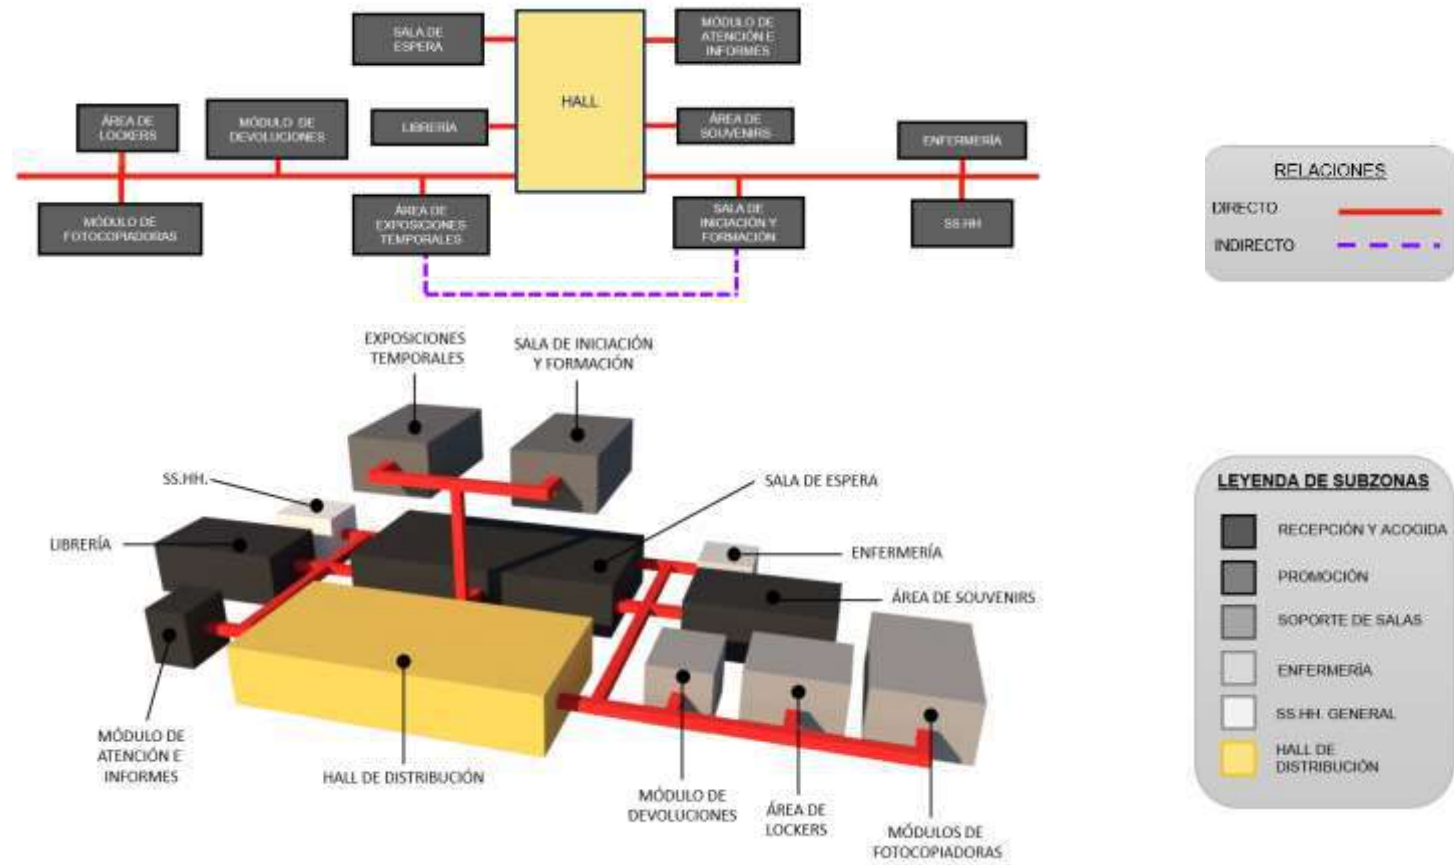 SALA DE
ESPERA
HALL
MÓDULO DE
ATENCIÓN E
INFORMES
ÁREA DE
LOCKERS
MÓDULO DE
DEVOLUCIONES
LIBRERÍA
ÁREA DE
SOUVENIRS
ENFERMERÍA
MÓDULO DE
FOTOCOPIADORAS
ÁREA DE
EXPOSICIONES
TEMPORALES
SALA DE
INICIACIÓN Y
FORMACIÓN
SS.HH
RELACIONES
DIRECTO
INDIRECTO
EXPOSICIONES
TEMPORALES
SALA DE INICIACIÓN
Y FORMACIÓN
SS.HH.
SALA DE ESPERA
LIBRERÍA
ENFERMERÍA
ÁREA DE SOUVENIRS
MÓDULO DE
ATENCIÓN E
INFORMES
HALL DE DISTRIBUCIÓN
MÓDULO DE
DEVOLUCIONES
ÁREA DE
LOCKERS
MÓDULOS DE
FOTOCOPIADORAS
LEYENDA DE SUBZONAS
RECEPCIÓN Y ACOGIDA
PROMOCIÓN
SOPORTE DE SALAS
ENFERMERÍA
SS.HH. GENERAL
HALL DE
DISTRIBUCIÓN